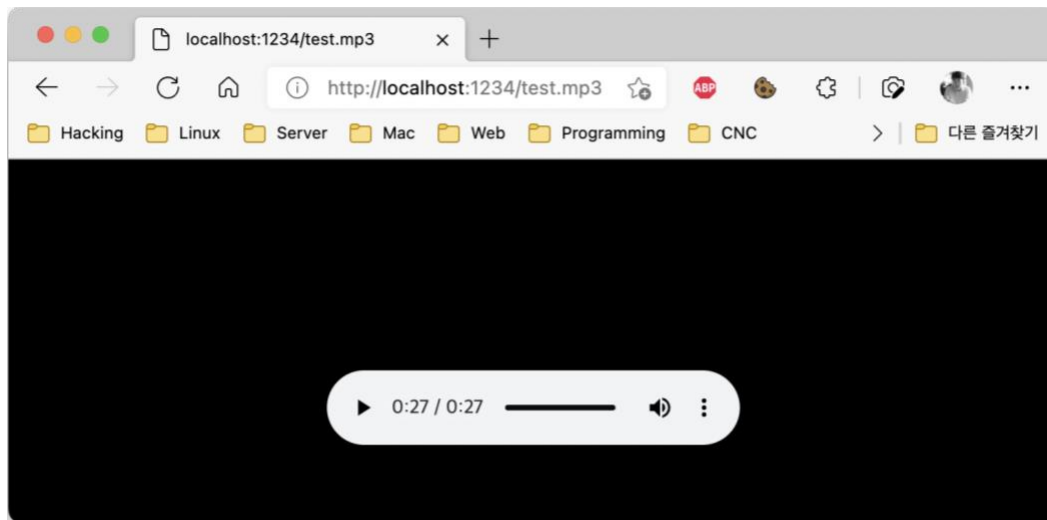 localhost:1234/test.mp3
http://localhost:1234/test.mp3
ABP
Hacking Linux Server Mac Web Programming CNC 다른 즐겨찾기
0:27 / 0:27